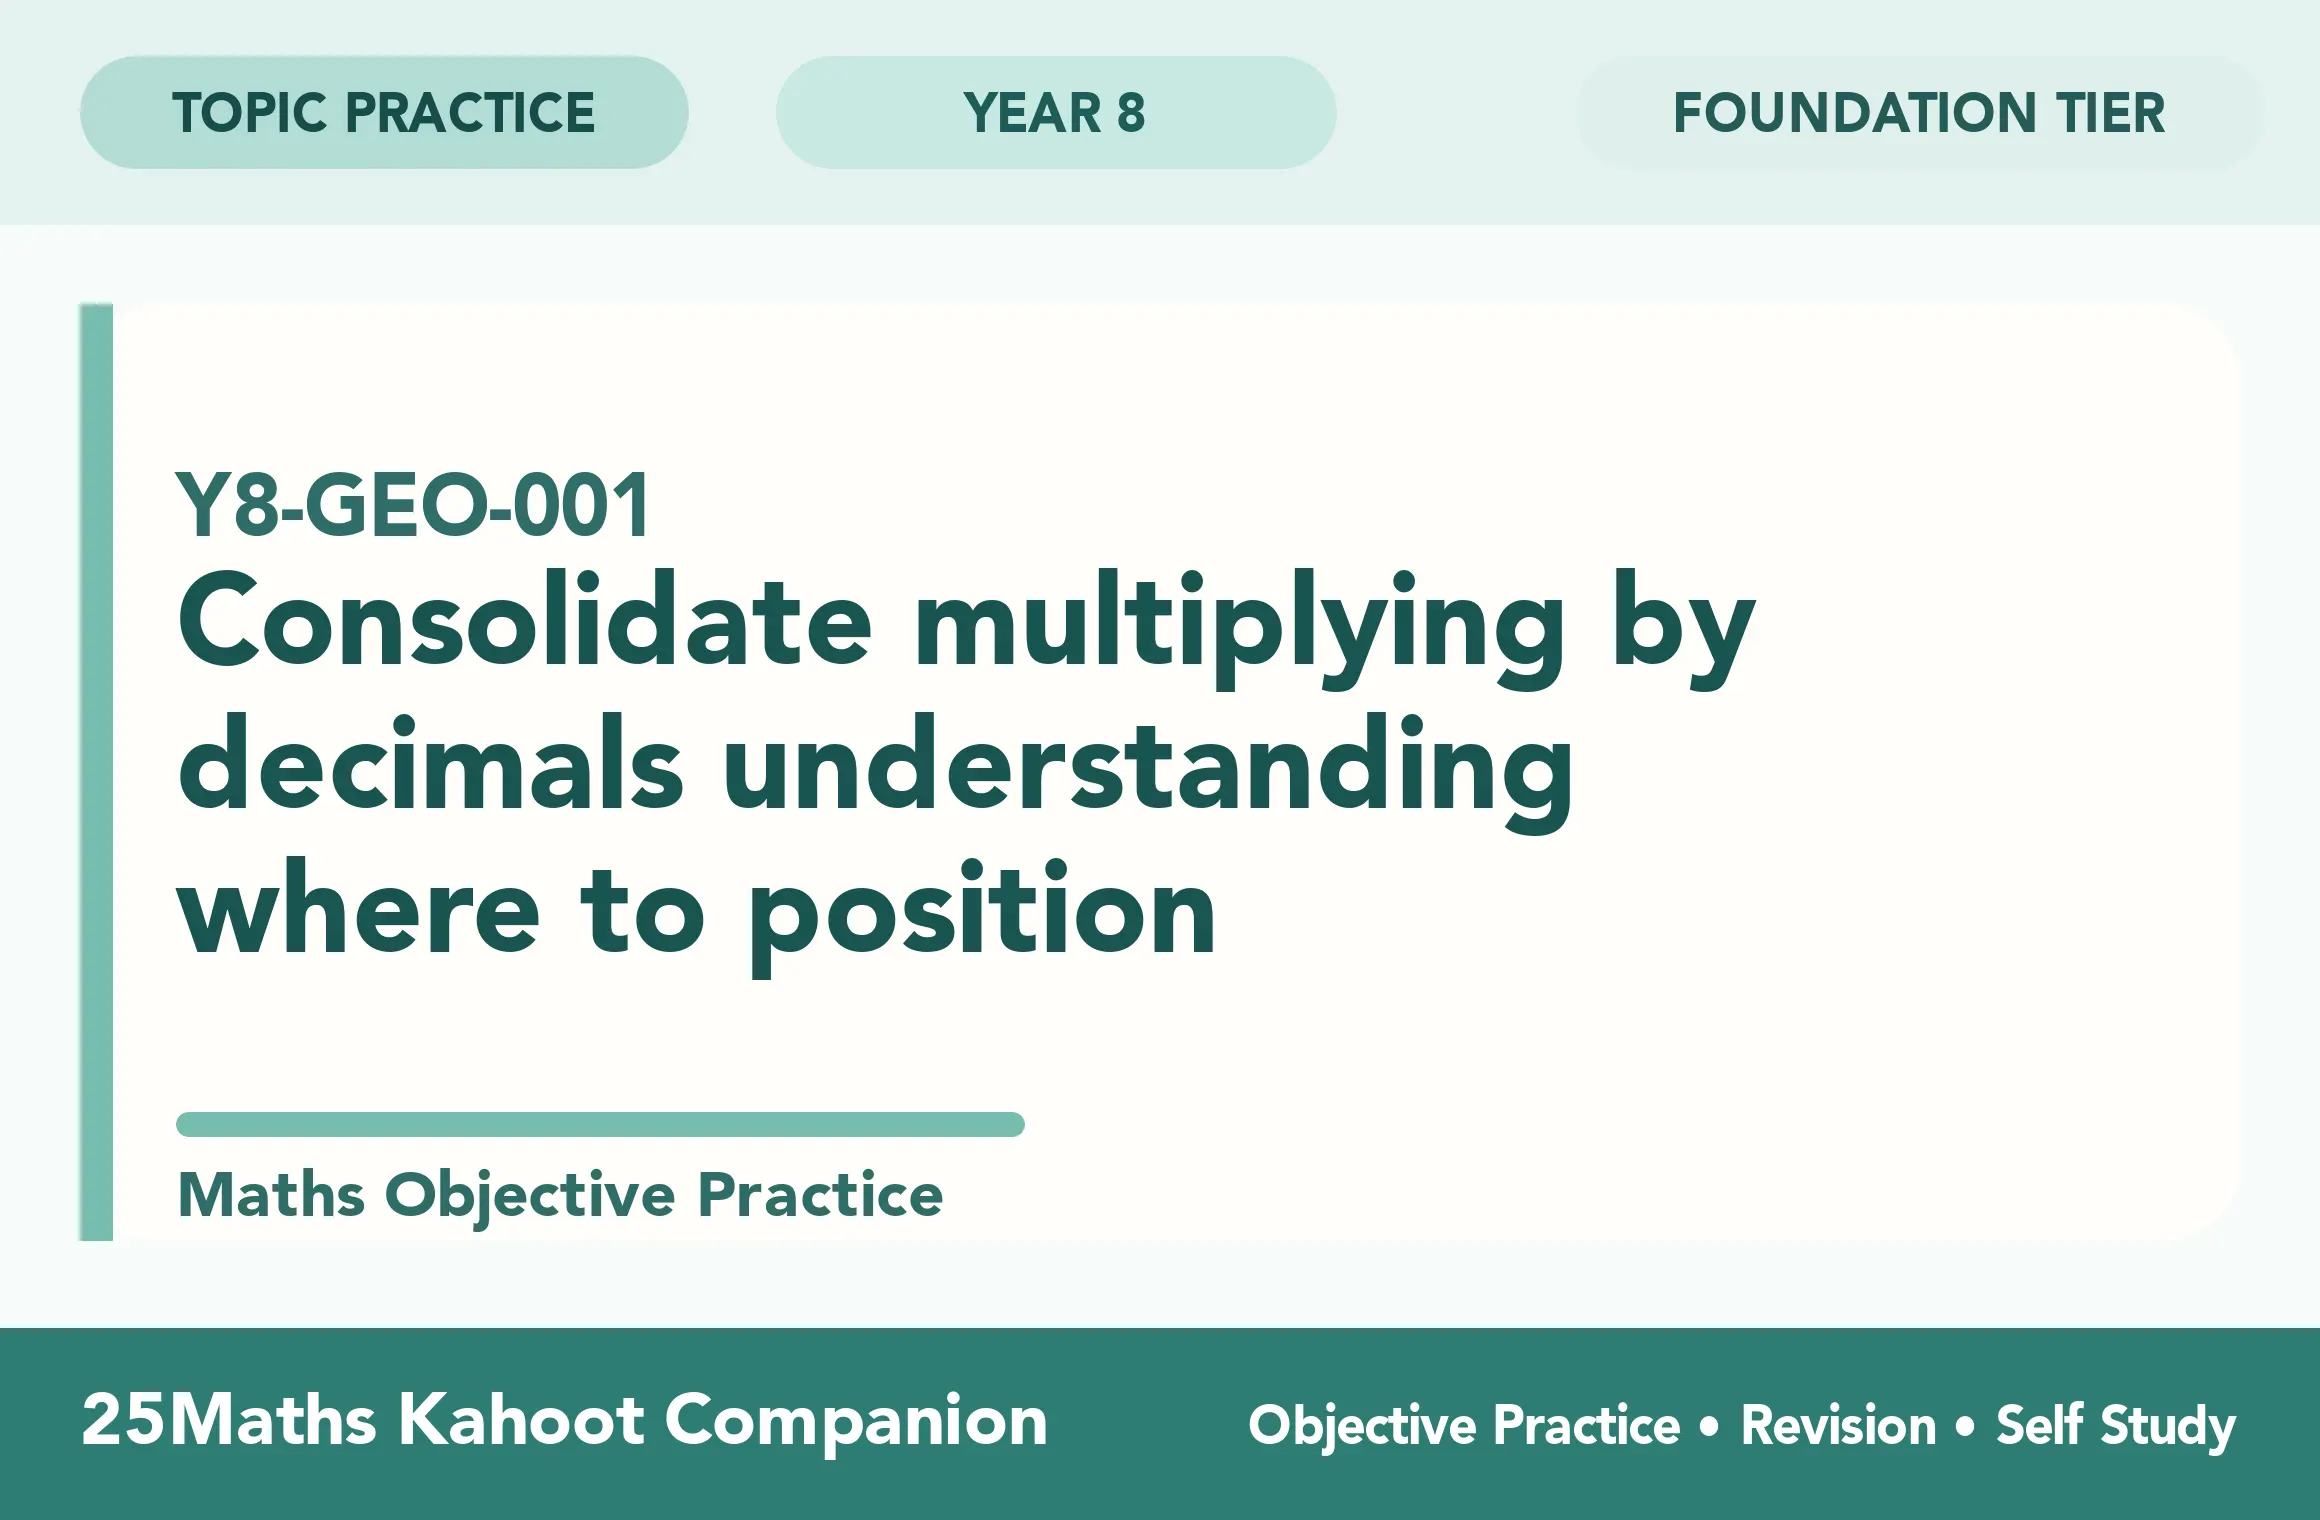 TOPIC PRACTICE
YEAR 8
FOUNDATION TIER
Y8-GEO-001
Consolidate multiplying by
decimals understanding
where to position
Maths Objective Practice
25Maths Kahoot Companion
Objective Practice • Revision • Self Study